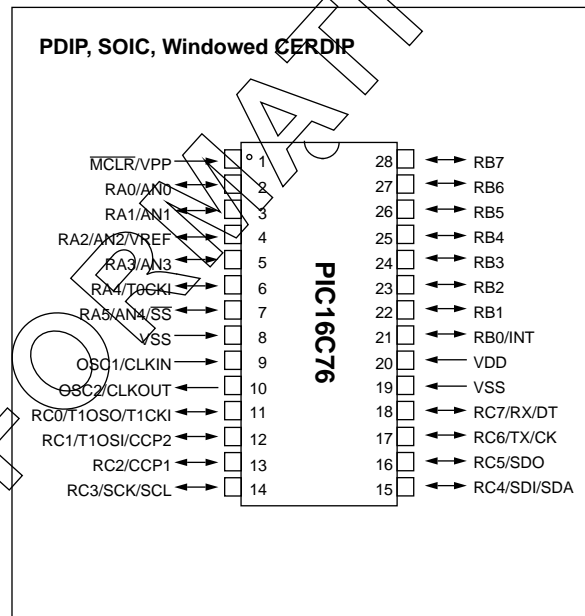 PDIP, SOIC, Windowed CERDIP
MCLR/VPP 1 28 RB7
RA0/AN0 2 27 RB6
RA1/AN1 3 26 RB5
RA2/AN2/VREF 4 25 RB4
RA3/AN3 5 24 RB3
RA4/T0CKI 6 23 RB2
RA5/AN4/SS 7 22 RB1
VSS 8 21 RB0/INT
OSC1/CLKIN 9 20 VDD
OSC2/CLKOUT 10 19 VSS
RC0/T1OSO/T1CKI 11 18 RC7/RX/DT
RC1/T1OSI/CCP2 12 17 RC6/TX/CK
RC2/CCP1 13 16 RC5/SDO
RC3/SCK/SCL 14 15 RC4/SDI/SDA
PIC16C76